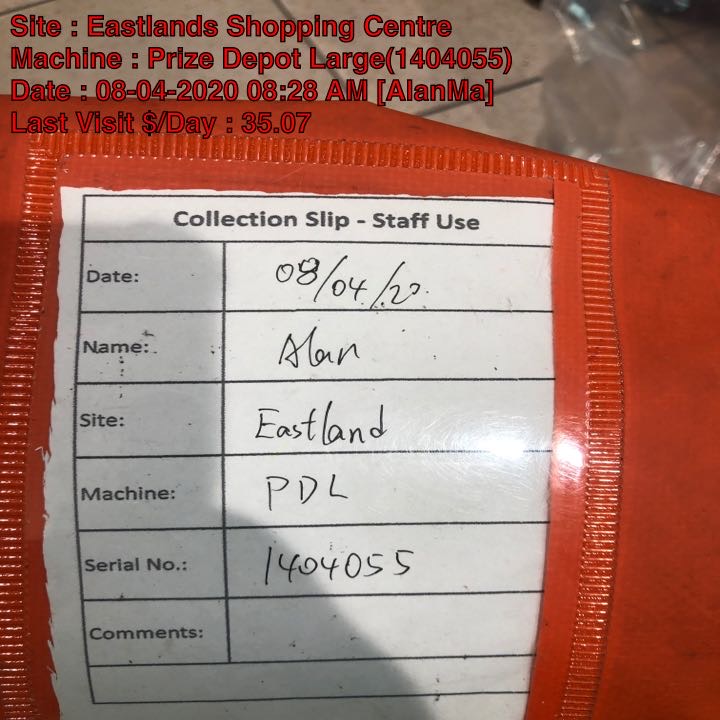 Site : Eastlands Shopping Centre
Machine : Prize Depot Large(1404055)
Date : 08-04-2020 08:28 AM [AlanMa]
Last Visit $/Day : 35.07
Collection Slip - Staff Use
Date: 08/04/20.
Name: Alan
Site: Eastland
Machine: PDL
Serial No.: 1404055
Comments: